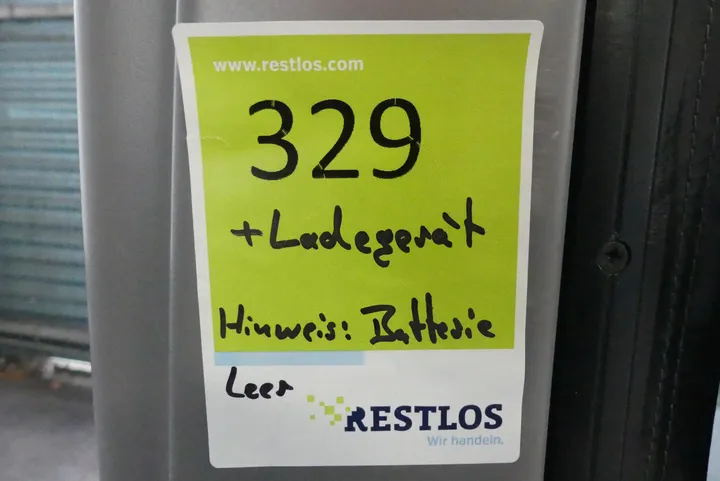 www.restlos.com
329
+Ladegerät
Hinweis: Batterie
Leer
RESTLOS
Wir handeln.